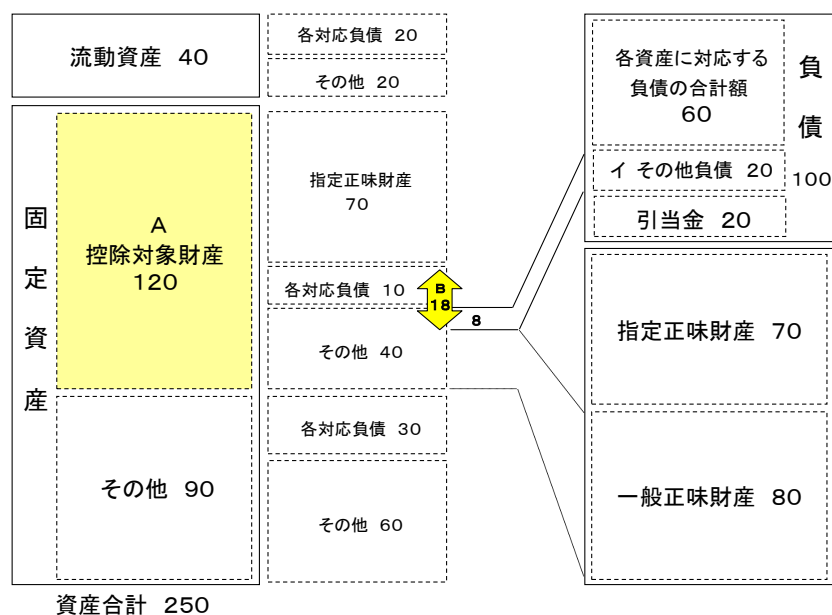 流動資産 40
固定資産
A
控除対象財産
120
その他 90
資産合計 250
各対応負債 20
その他 20
指定正味財産
70
各対応負債 10
その他 40
B
18
8
各対応負債 30
その他 60
各資産に対応する
負債の合計額
60
イ その他負債 20
引当金 20
負債
100
指定正味財産 70
一般正味財産 80